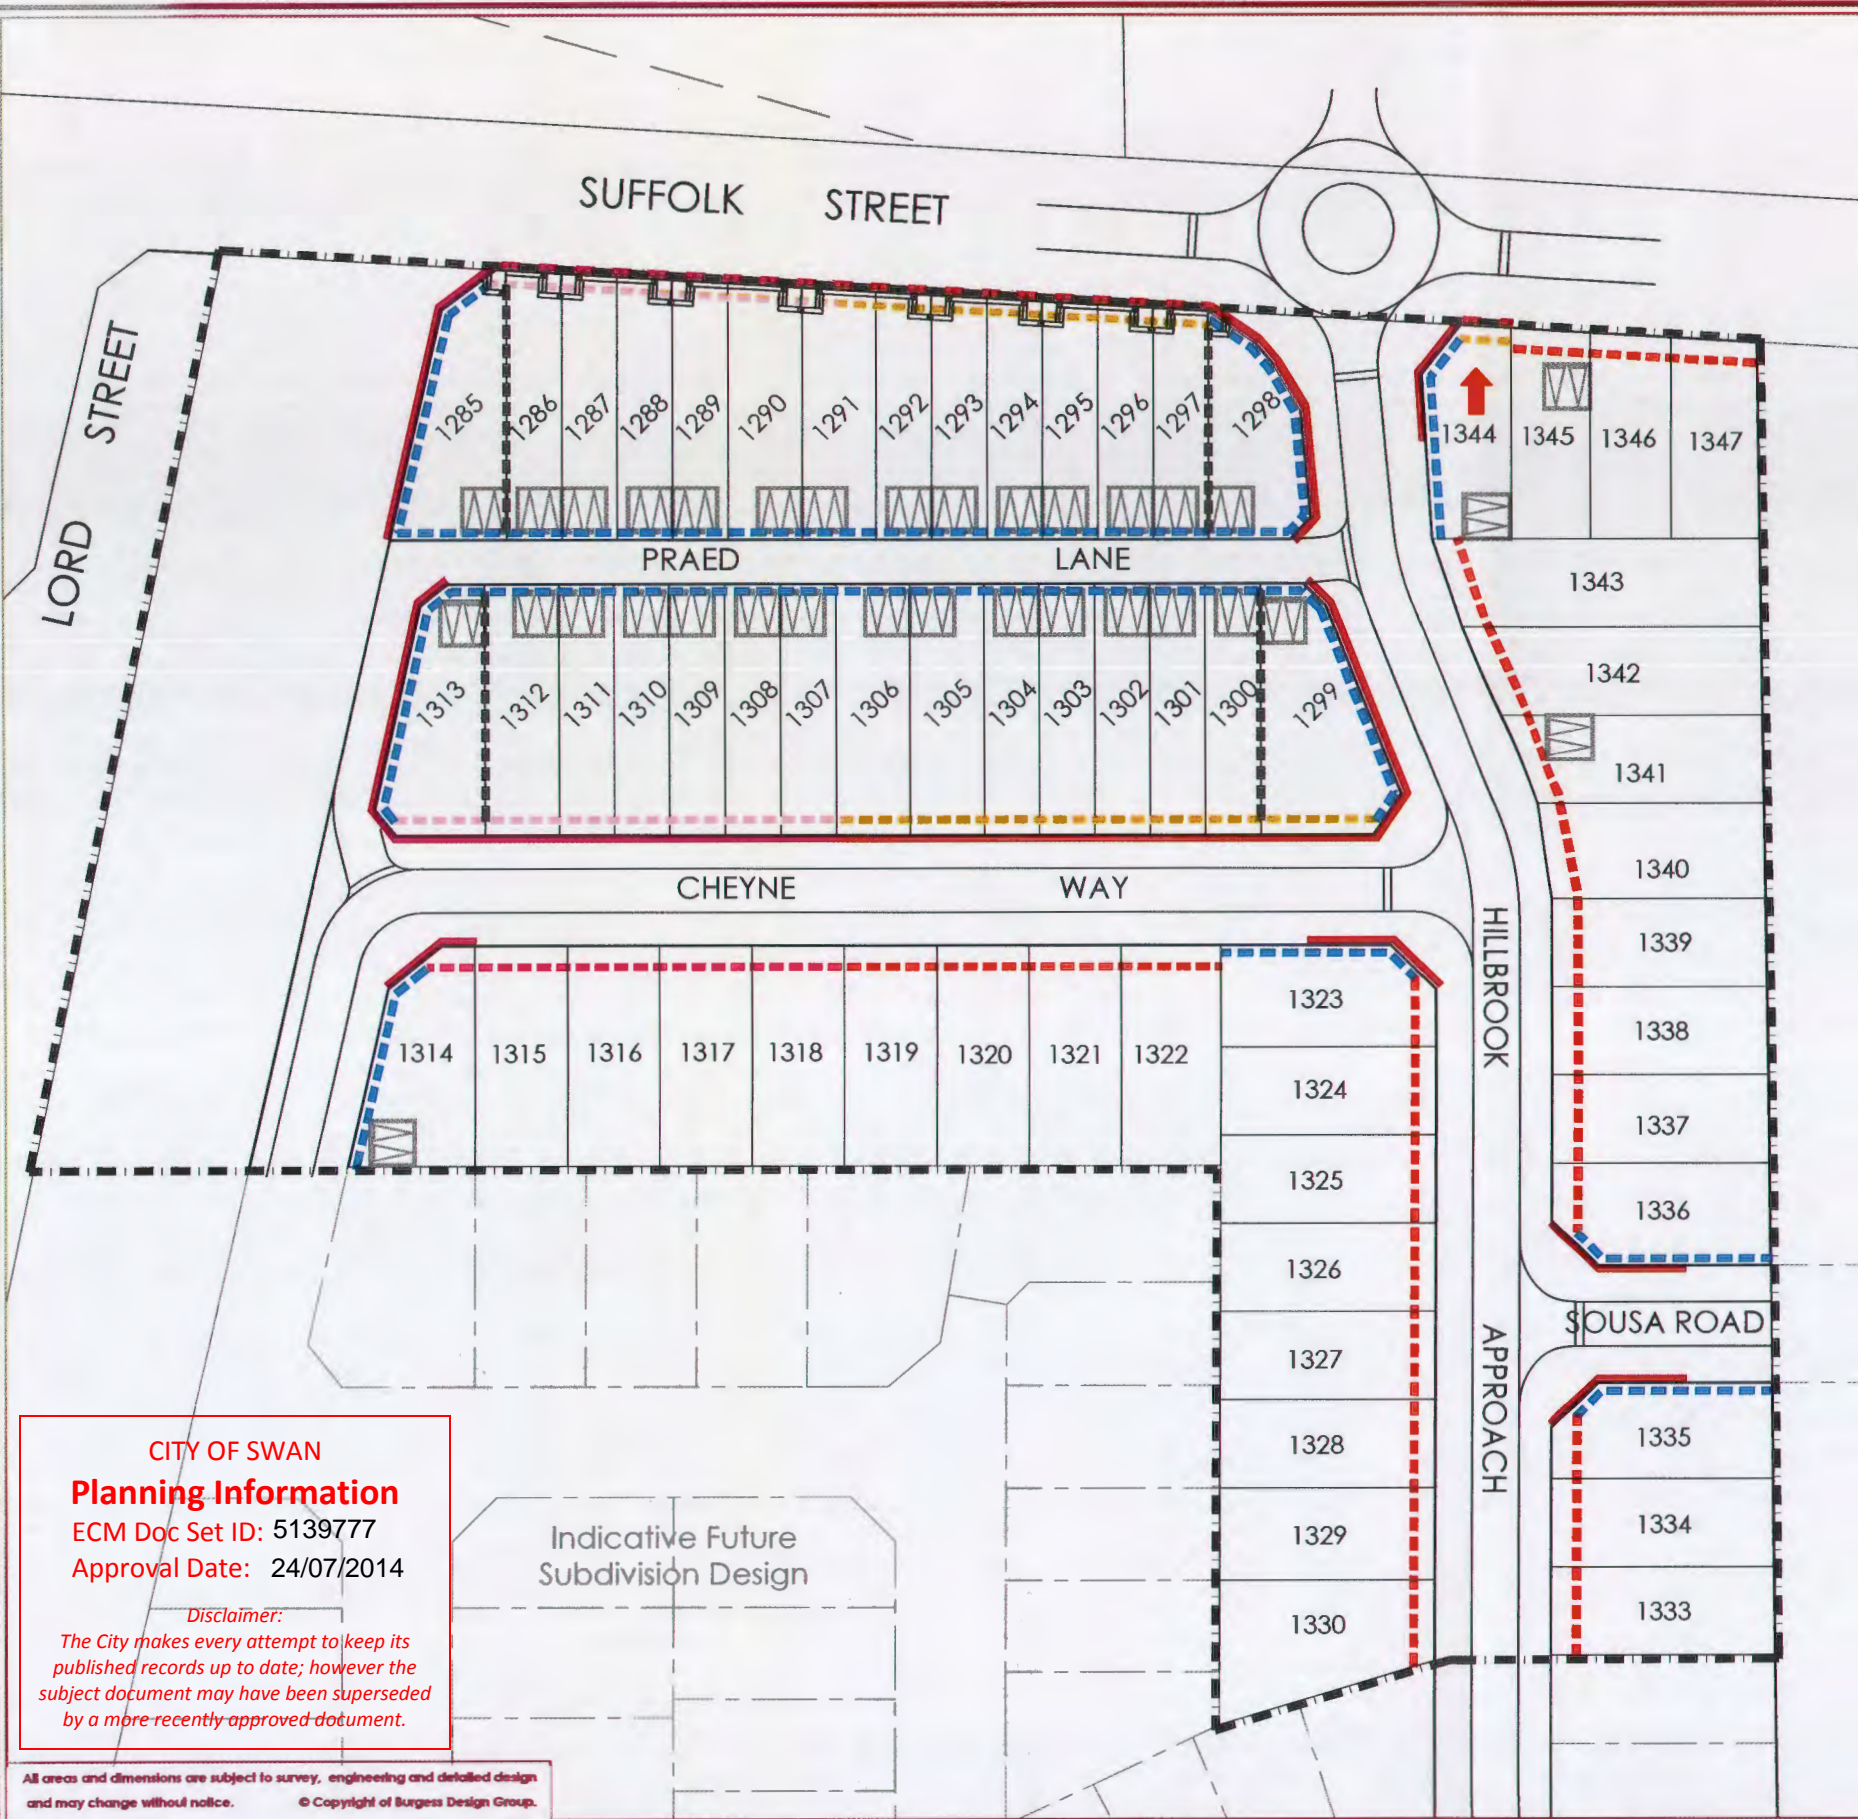 SUFFOLK STREET
LORD STREET
1285 1286 1287 1288 1289 1290 1291 1292 1293 1294 1295 1296 1297 1298
1344 1345 1346 1347
PRAED LANE
1343
1342
1341
1313 1312 1311 1310 1309 1308 1307 1306 1305 1304 1303 1302 1301 1300 1299
1340
CHEYNE WAY
1339
1338
1337
1336
HILBROOK APPROACH
1314 1315 1316 1317 1318 1319 1320 1321 1322
1323
1324
1325
1326
1327
1328
1329
1330
SOUSA ROAD
1335
1334
1333
Indicative Future
Subdivision Design
CITY OF SWAN
Planning Information
ECM Doc Set ID: 5139777
Approval Date: 24/07/2014
Disclaimer:
The City makes every attempt to keep its
published records up to date; however the
subject document may have been superseded
by a more recently approved document.
All areas and dimensions are subject to survey, engineering and detailed design
and may change without notice. © Copyright of Burgess Design Group.